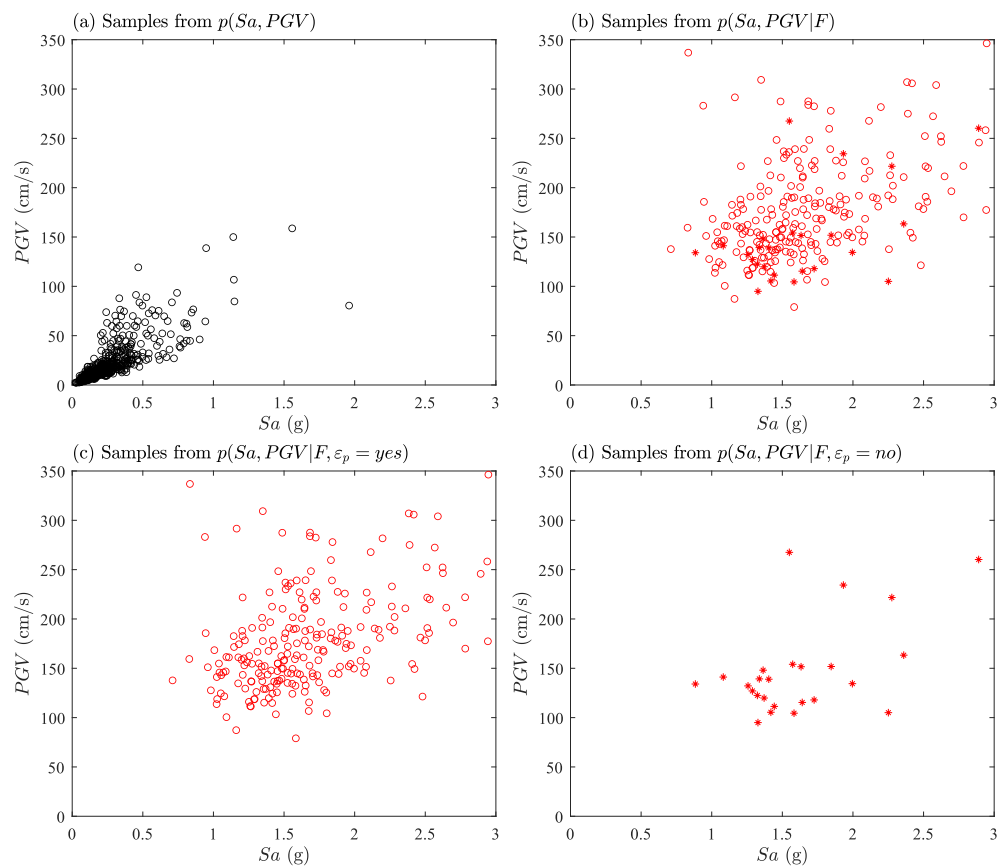 (a) Samples from p(Sa, PGV)
350
300
250
200
150
100
50
0
PGV (cm/s)
0 0.5 1 1.5 2 2.5 3
Sa (g)
(b) Samples from p(Sa, PGV|F)
350
300
250
200
150
100
50
0
PGV (cm/s)
0 0.5 1 1.5 2 2.5 3
Sa (g)
(c) Samples from p(Sa, PGV|F, εₚ = yes)
350
300
250
200
150
100
50
0
PGV (cm/s)
0 0.5 1 1.5 2 2.5 3
Sa (g)
(d) Samples from p(Sa, PGV|F, εₚ = no)
350
300
250
200
150
100
50
0
PGV (cm/s)
0 0.5 1 1.5 2 2.5 3
Sa (g)